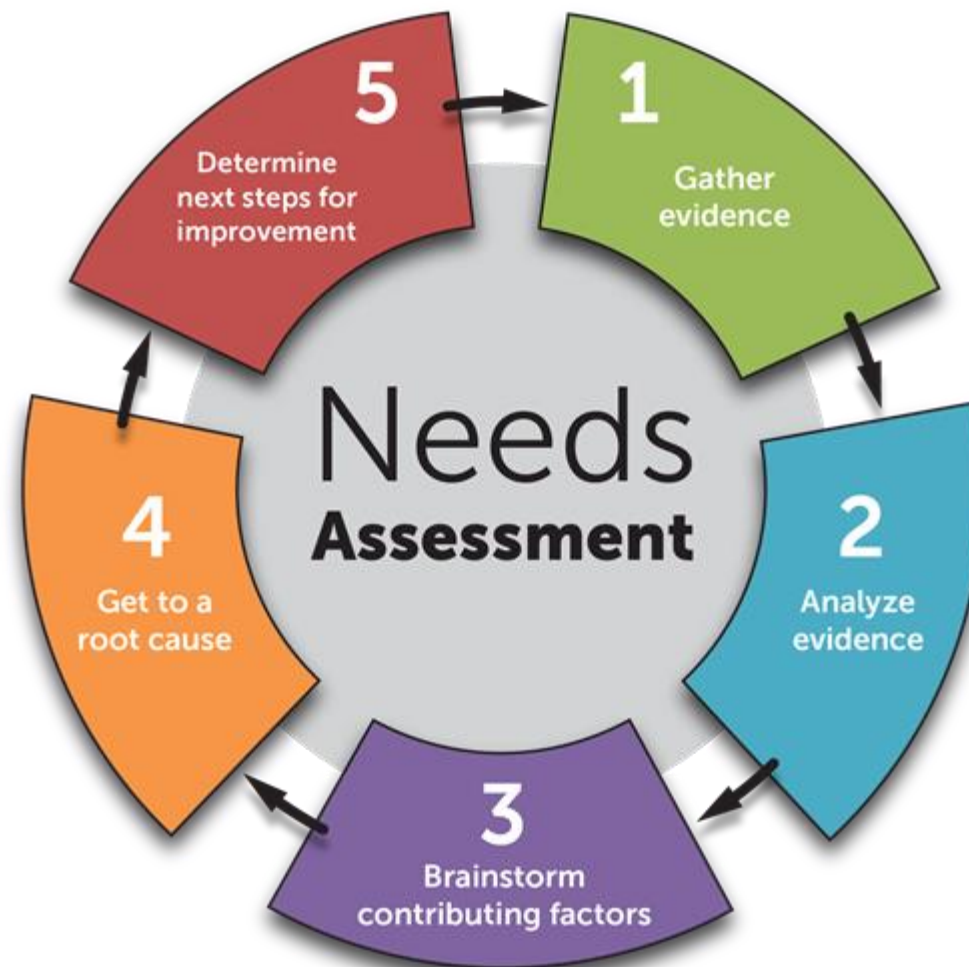 Needs
Assessment
1
Gather
evidence
2
Analyze
evidence
3
Brainstorm
contributing factors
4
Get to a
root cause
5
Determine
next steps for
improvement